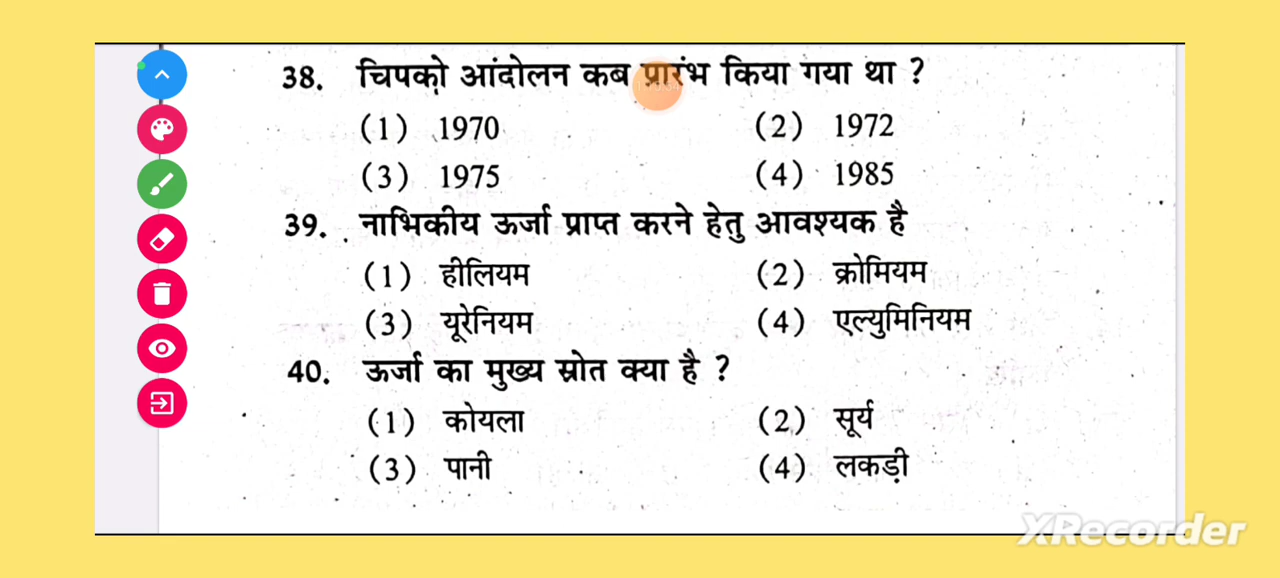 38. चिपको आंदोलन कब प्रारंभ किया गया था ?
(1) 1970 (2) 1972
(3) 1975 (4) 1985
39. नाभिकीय ऊर्जा प्राप्त करने हेतु आवश्यक है
(1) हीलियम (2) क्रोमियम
(3) यूरेनियम (4) एल्युमिनियम
40. ऊर्जा का मुख्य स्रोत क्या है ?
(1) कोयला (2) सूर्य
(3) पानी (4) लकड़ी
XRecorder